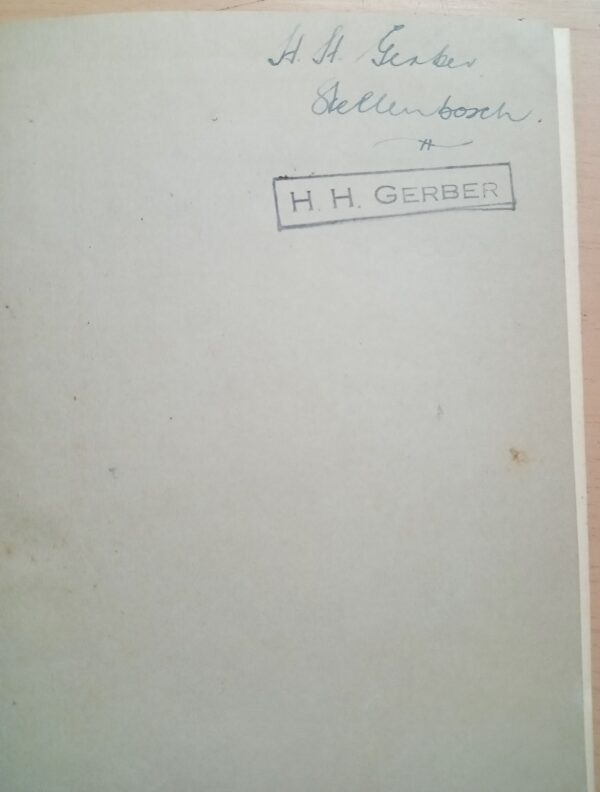 H. H. Gerber
Stellenbosch.
H. H. GERBER